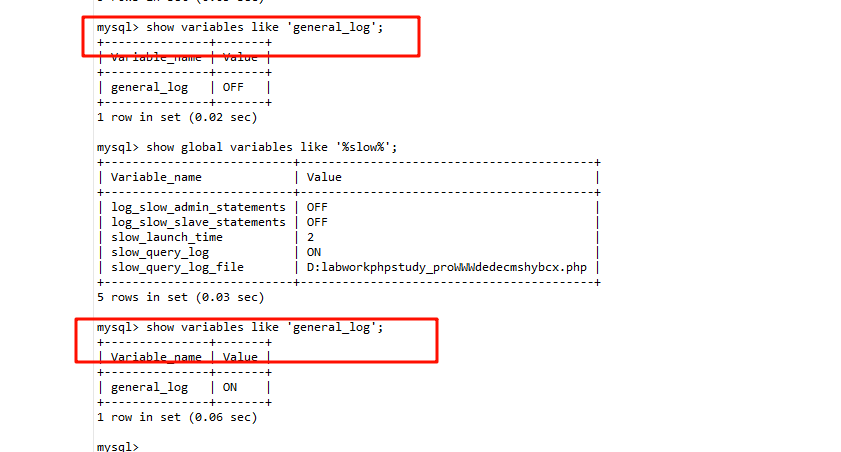 mysql> show variables like 'general_log';
+---------------+-------+
| Variable_name | Value |
+---------------+-------+
| general_log   | OFF   |
+---------------+-------+
1 row in set (0.02 sec)
mysql> show global variables like '%slow%';
+---------------------------+-----------------------------------------+
| Variable_name             | Value                                   |
+---------------------------+-----------------------------------------+
| log_slow_admin_statements | OFF                                     |
| log_slow_slave_statements | OFF                                     |
| slow_launch_time          | 2                                       |
| slow_query_log            | ON                                      |
| slow_query_log_file       | D:labworkphpstudy_proWWWdedecmshybcx.php |
+---------------------------+-----------------------------------------+
5 rows in set (0.03 sec)
mysql> show variables like 'general_log';
+---------------+-------+
| Variable_name | Value |
+---------------+-------+
| general_log   | ON    |
+---------------+-------+
1 row in set (0.06 sec)
mysql>